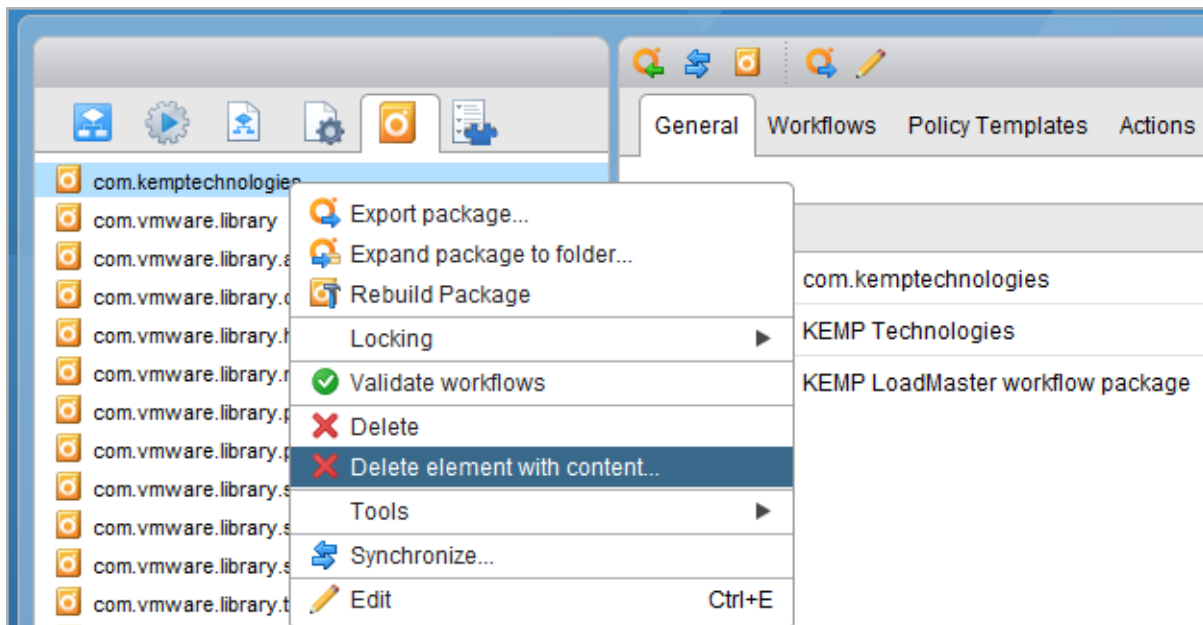 General Workflows Policy Templates Actions
com.kemptechnologies
com.vmware.library
com.vmware.library.a
com.vmware.library.c
com.vmware.library.h
com.vmware.library.r
com.vmware.library.p
com.vmware.library.p
com.vmware.library.s
com.vmware.library.s
com.vmware.library.s
com.vmware.library.t
Export package...
Expand package to folder...
Rebuild Package
Locking
Validate workflows
Delete
Delete element with content...
Tools
Synchronize...
Edit Ctrl+E
com.kemptechnologies
KEMP Technologies
KEMP LoadMaster workflow package